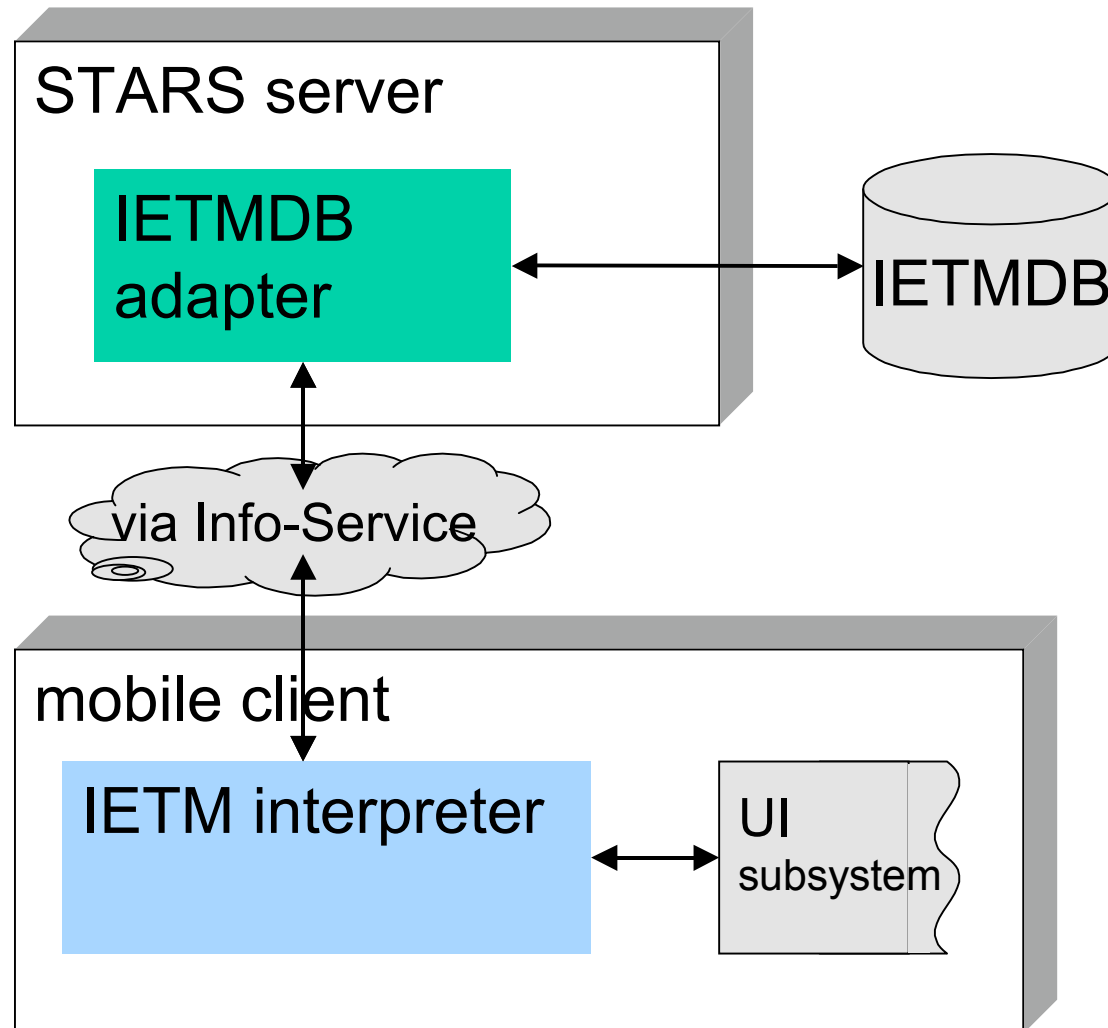 STARS server
IETMDB
adapter
IETMDB
via Info-Service
mobile client
IETM interpreter
UI
subsystem